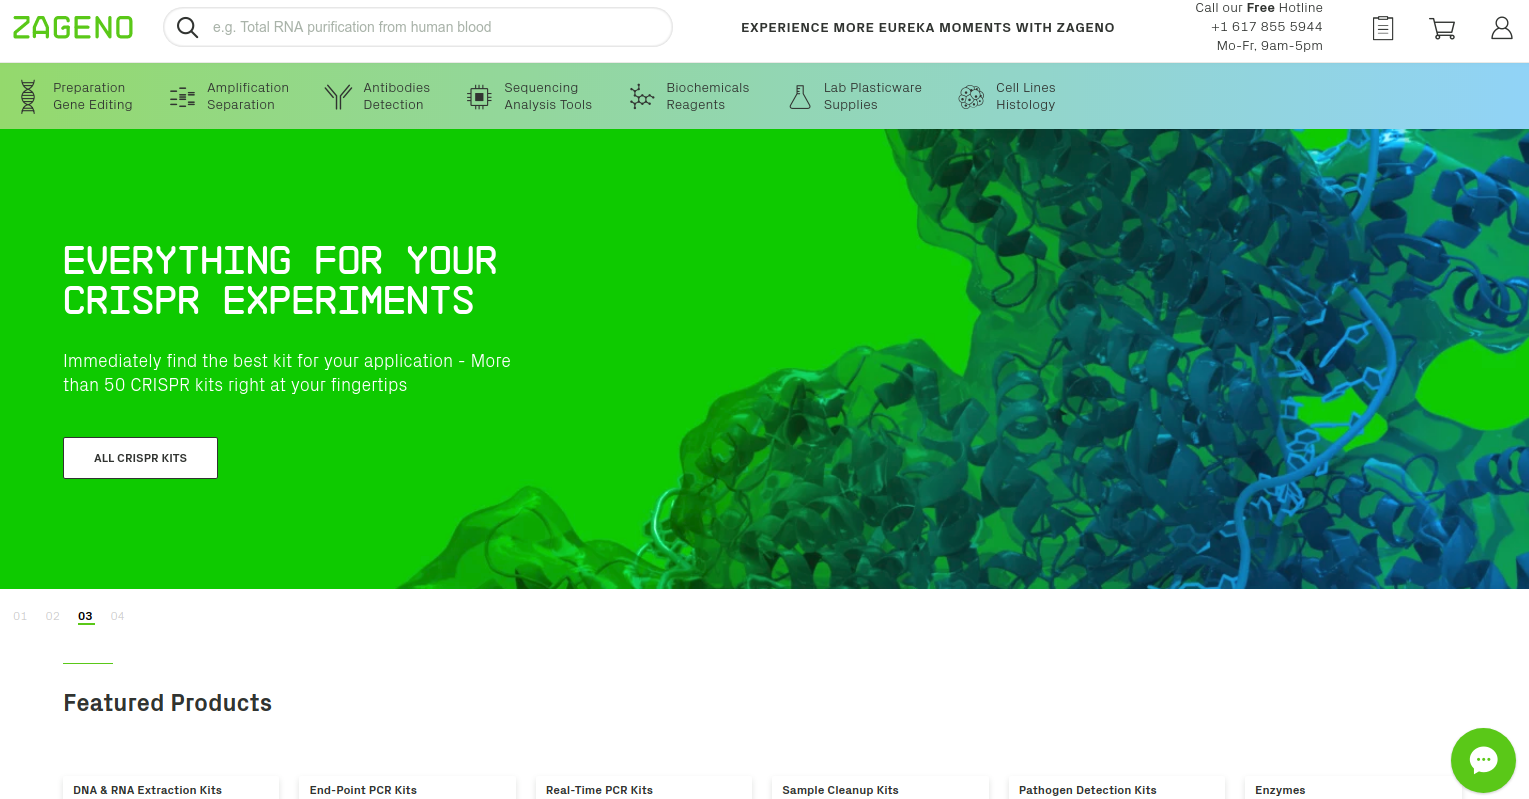 ZAGENO
e.g. Total RNA purification from human blood
EXPERIENCE MORE EUREKA MOMENTS WITH ZAGENO
Call our Free Hotline
+1 617 855 5944
Mo-Fr, 9am-5pm
Preparation
Gene Editing
Amplification
Separation
Antibodies
Detection
Sequencing
Analysis Tools
Biochemicals
Reagents
Lab Plasticware
Supplies
Cell Lines
Histology
EVERYTHING FOR YOUR
CRISPR EXPERIMENTS
Immediately find the best kit for your application - More
than 50 CRISPR kits right at your fingertips
ALL CRISPR KITS
01 02 03 04
Featured Products
DNA & RNA Extraction Kits
End-Point PCR Kits
Real-Time PCR Kits
Sample Cleanup Kits
Pathogen Detection Kits
Enzymes